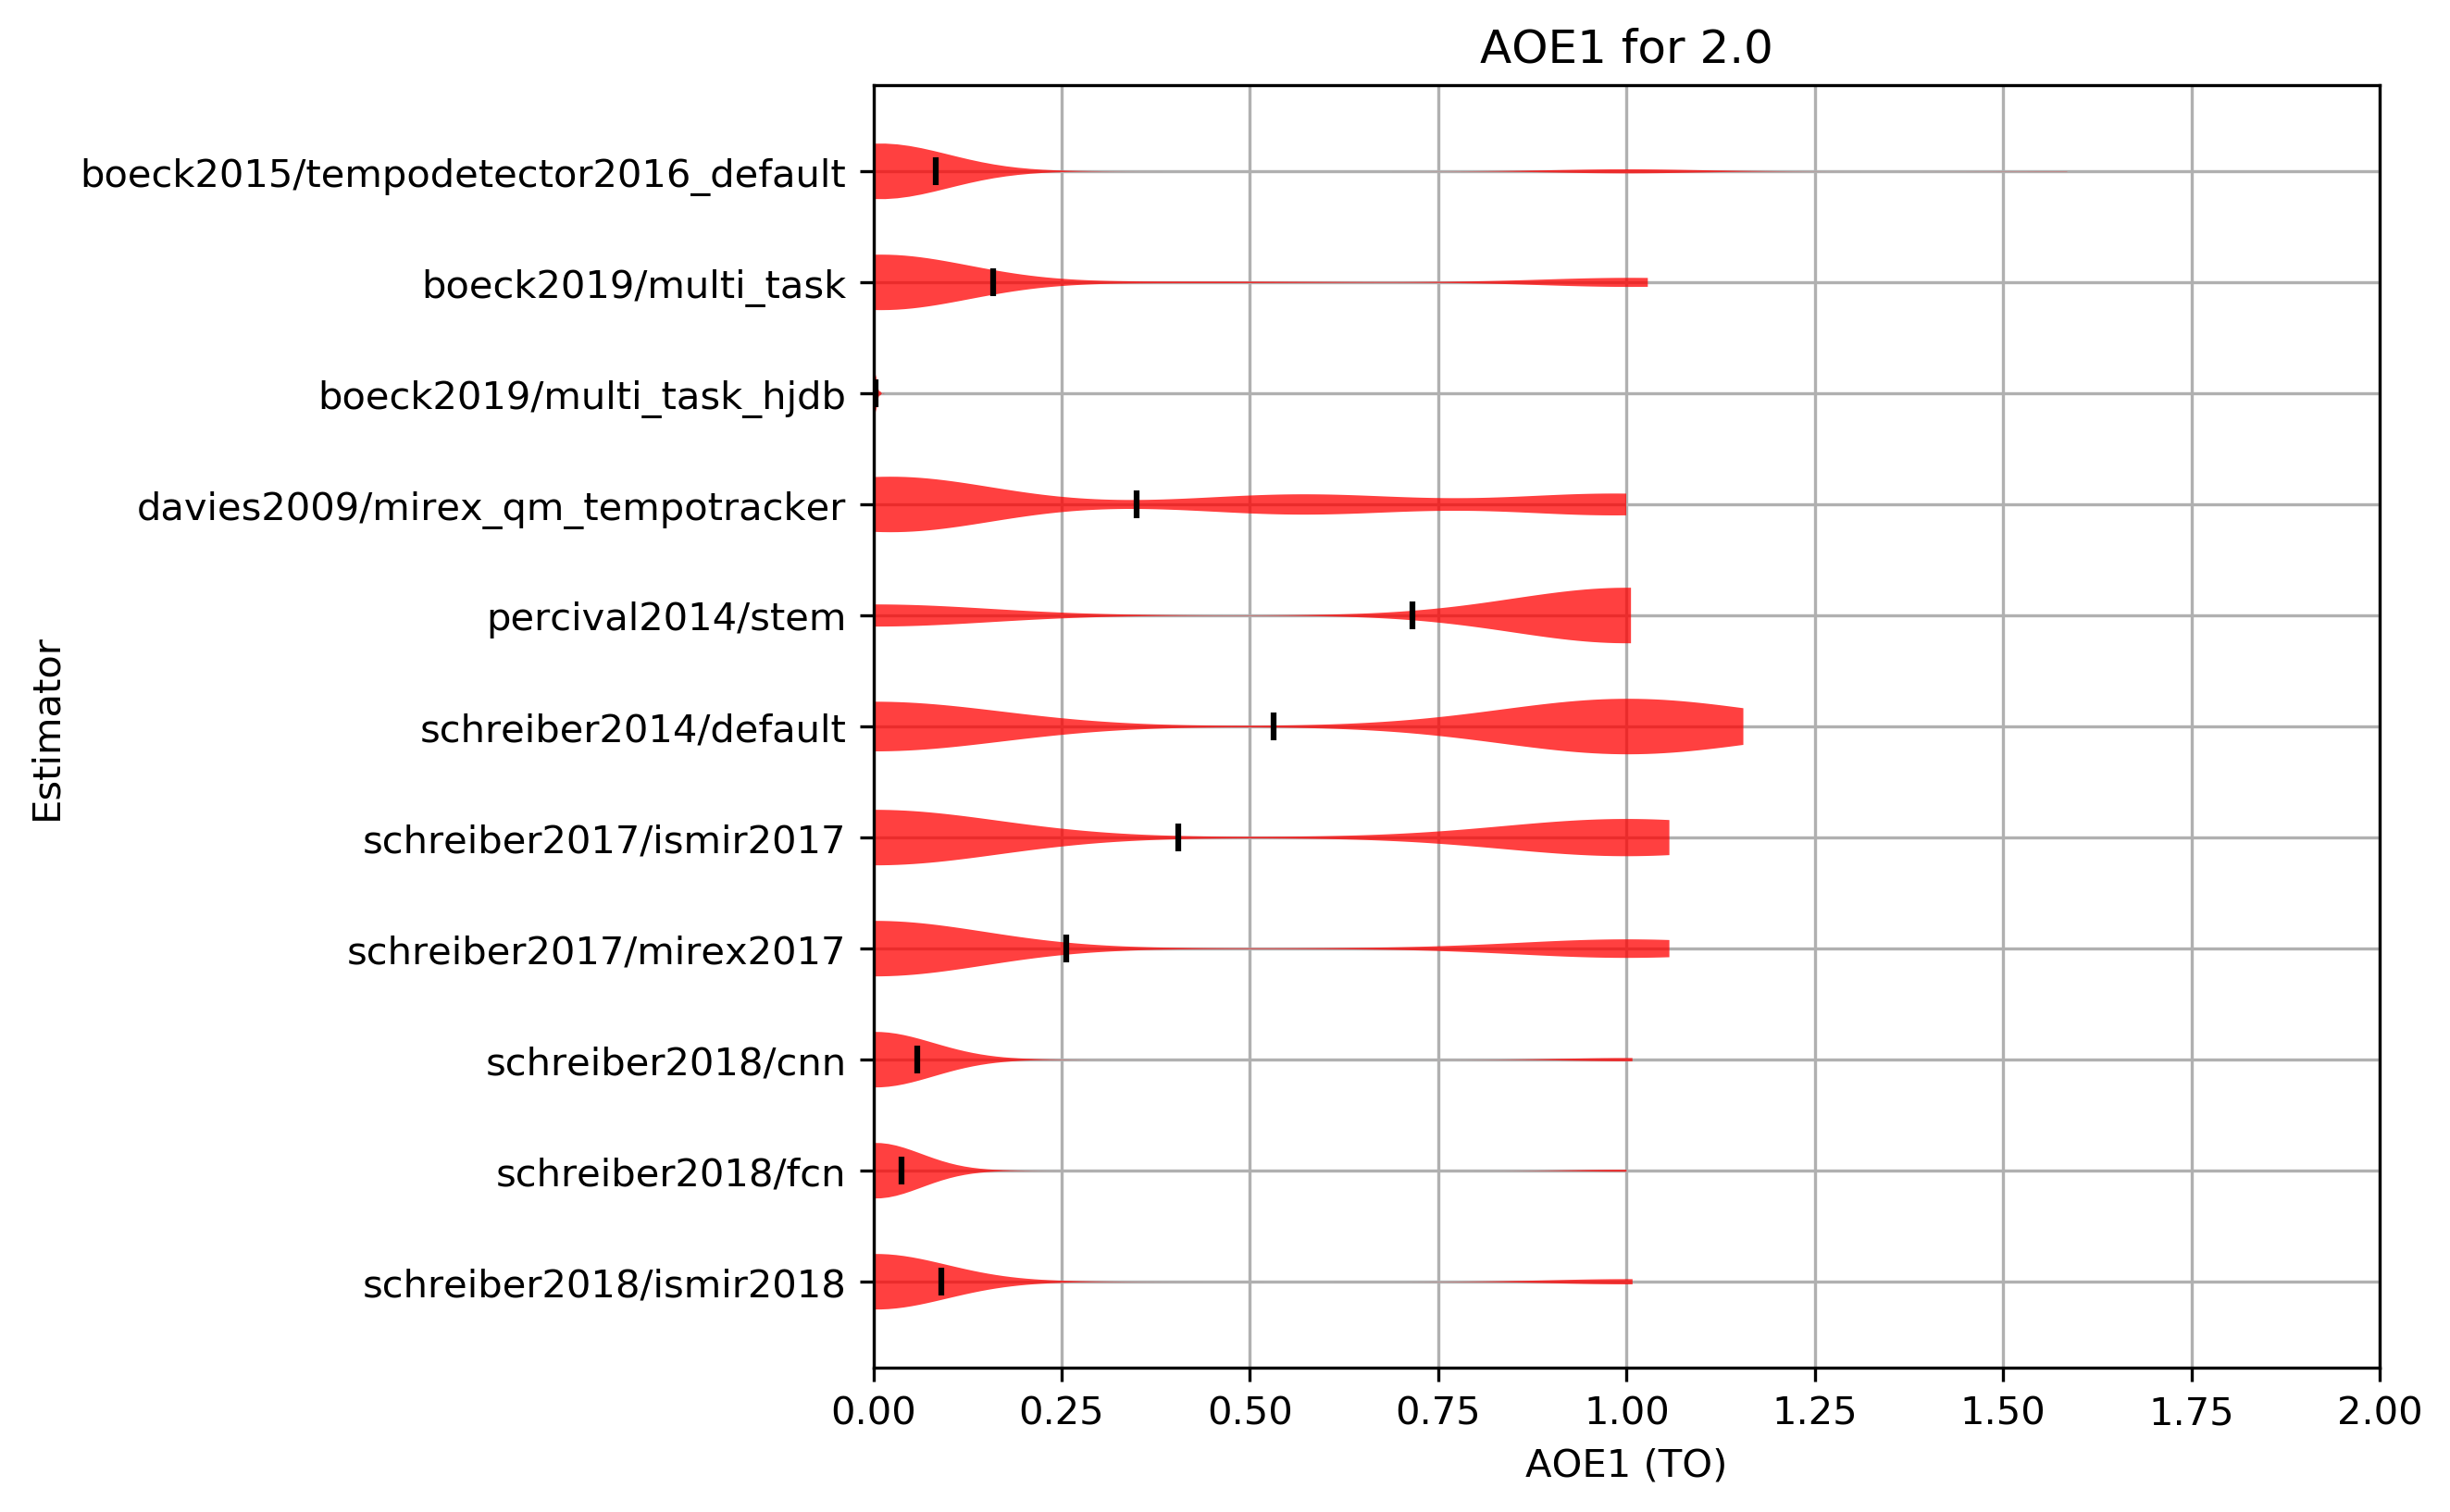 AOE1 for 2.0
boeck2015/tempodetector2016_default
boeck2019/multi_task
boeck2019/multi_task_hjdb
davies2009/mirex_qm_tempotracker
percival2014/stem
schreiber2014/default
schreiber2017/ismir2017
schreiber2017/mirex2017
schreiber2018/cnn
schreiber2018/fcn
schreiber2018/ismir2018
Estimator
0.00 0.25 0.50 0.75 1.00 1.25 1.50 1.75 2.00
AOE1 (TO)